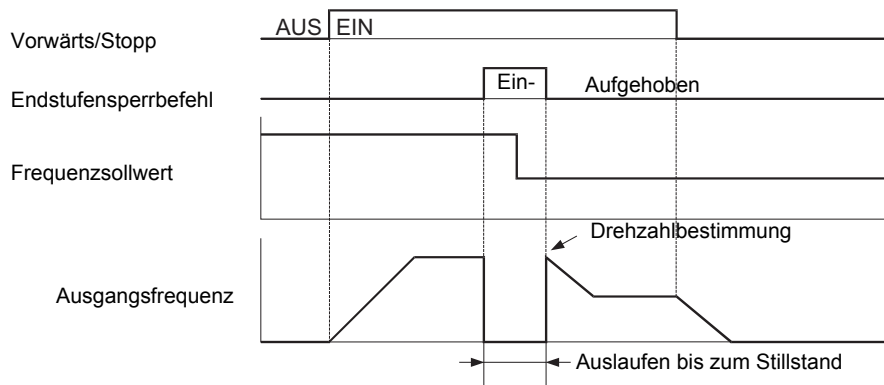 AUS EIN
Vorwärts/Stopp
Ein-
Aufgehoben
Endstufensperrbefehl
Frequenzsollwert
Drehzahlbestimmung
Ausgangsfrequenz
Auslaufen bis zum Stillstand